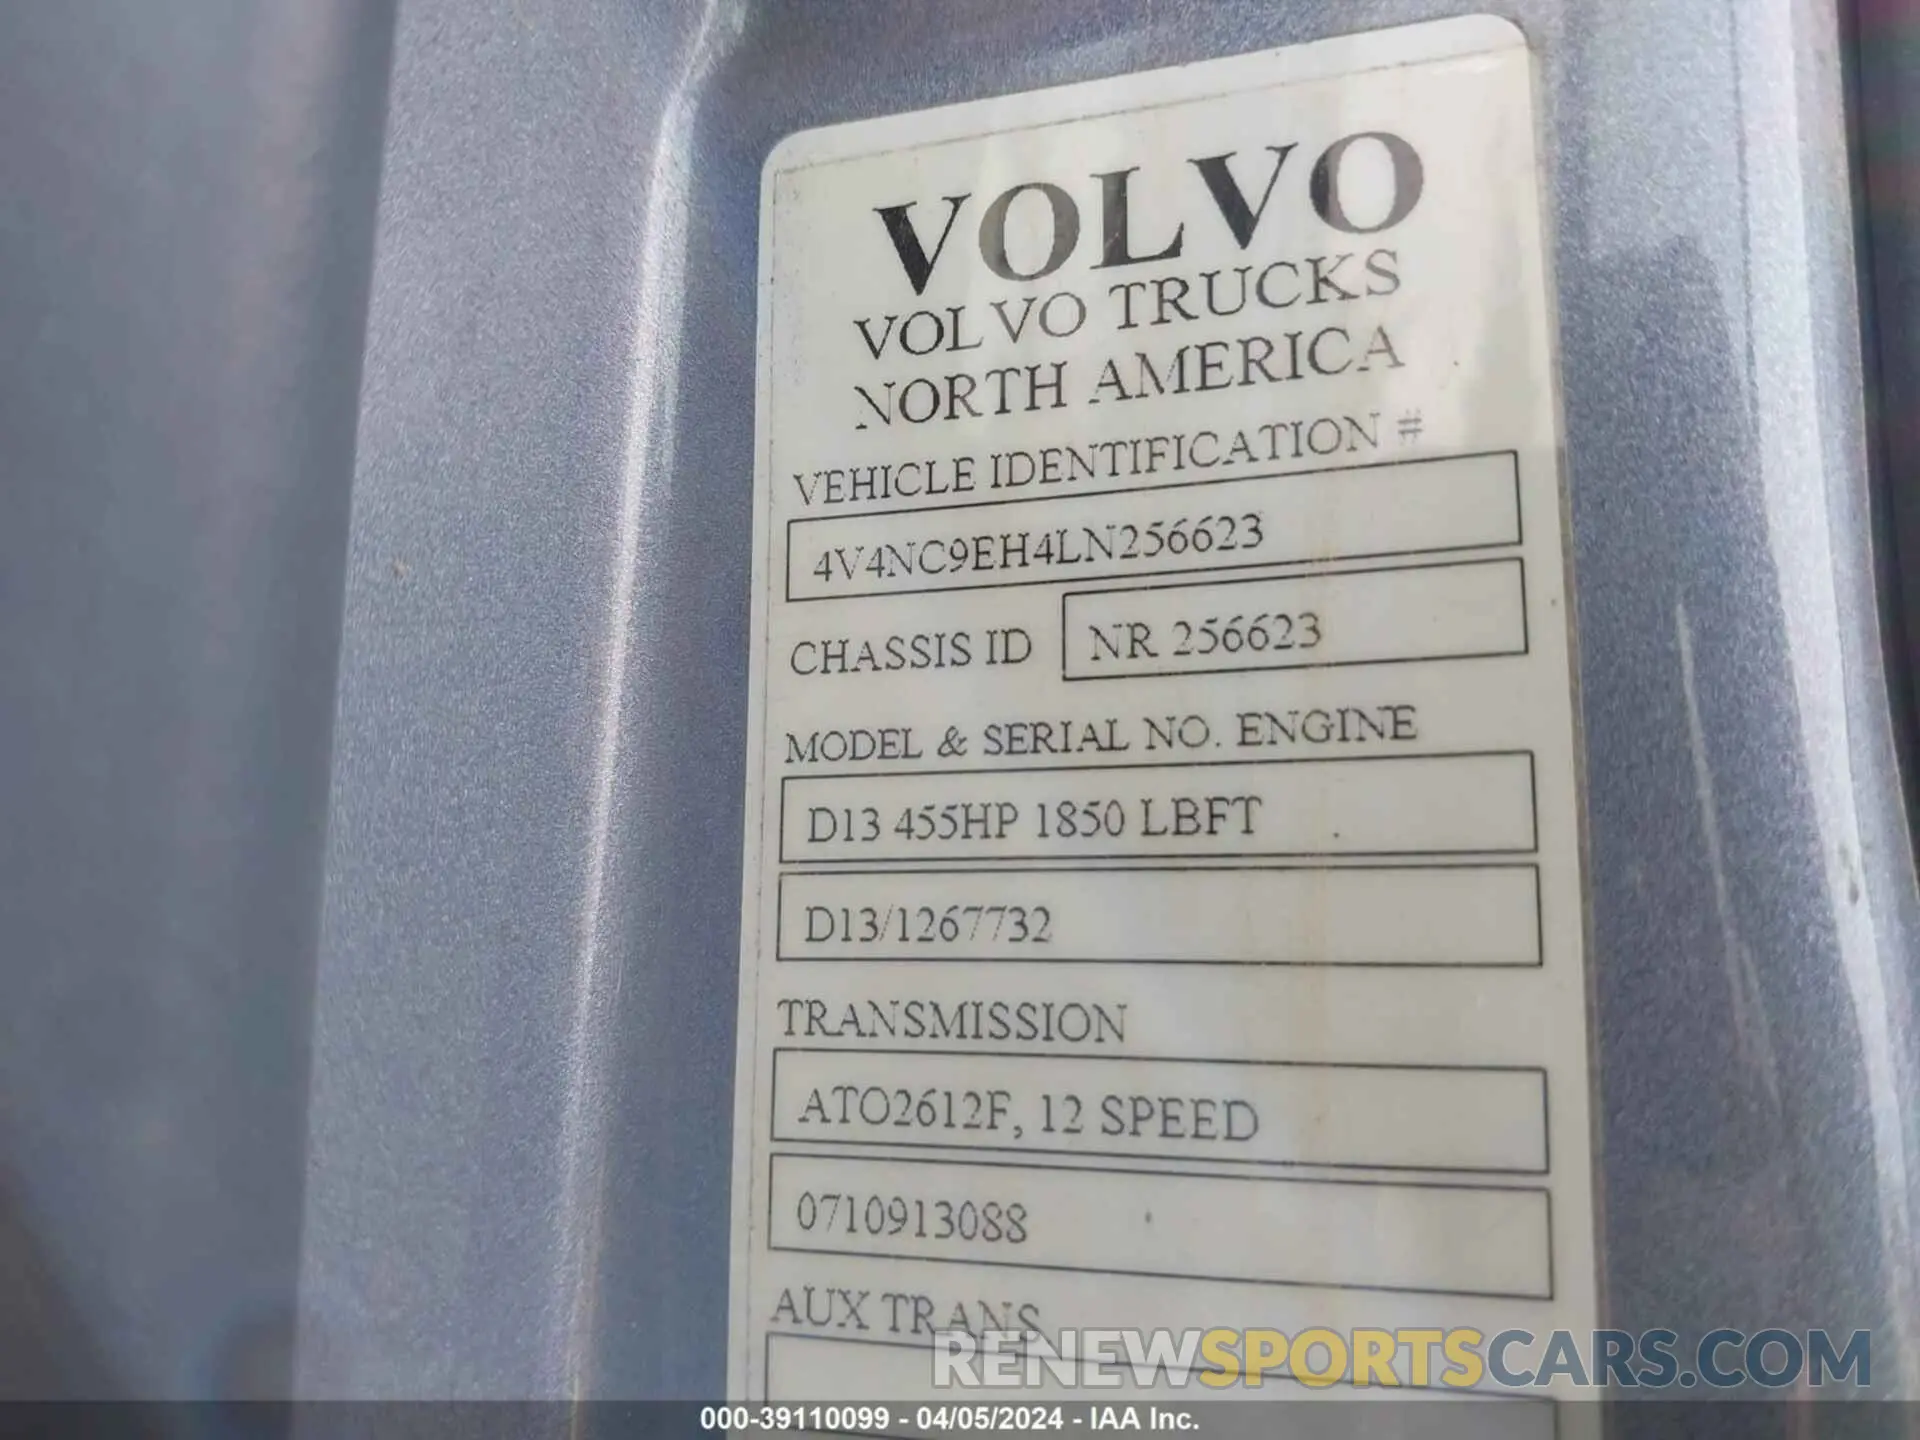 VOLVO
VOLVO TRUCKS
NORTH AMERICA
VEHICLE IDENTIFICATION #
4V4NC9EH4LN256623
CHASSIS ID NR 256623
MODEL & SERIAL NO. ENGINE
D13 455HP 1850 LBFT
D13/1267732
TRANSMISSION
ATO2612F, 12 SPEED
0710913088
AUX TRANS
RENEWSPORTSCARS.COM
000-39110099 - 04/05/2024 - IAA Inc.